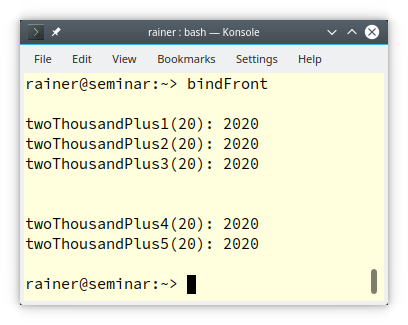 rainer : bash — Konsole
File Edit View Bookmarks Settings Help
rainer@seminar:~> bindFront
twoThousandPlus1(20): 2020
twoThousandPlus2(20): 2020
twoThousandPlus3(20): 2020
twoThousandPlus4(20): 2020
twoThousandPlus5(20): 2020
rainer@seminar:~>